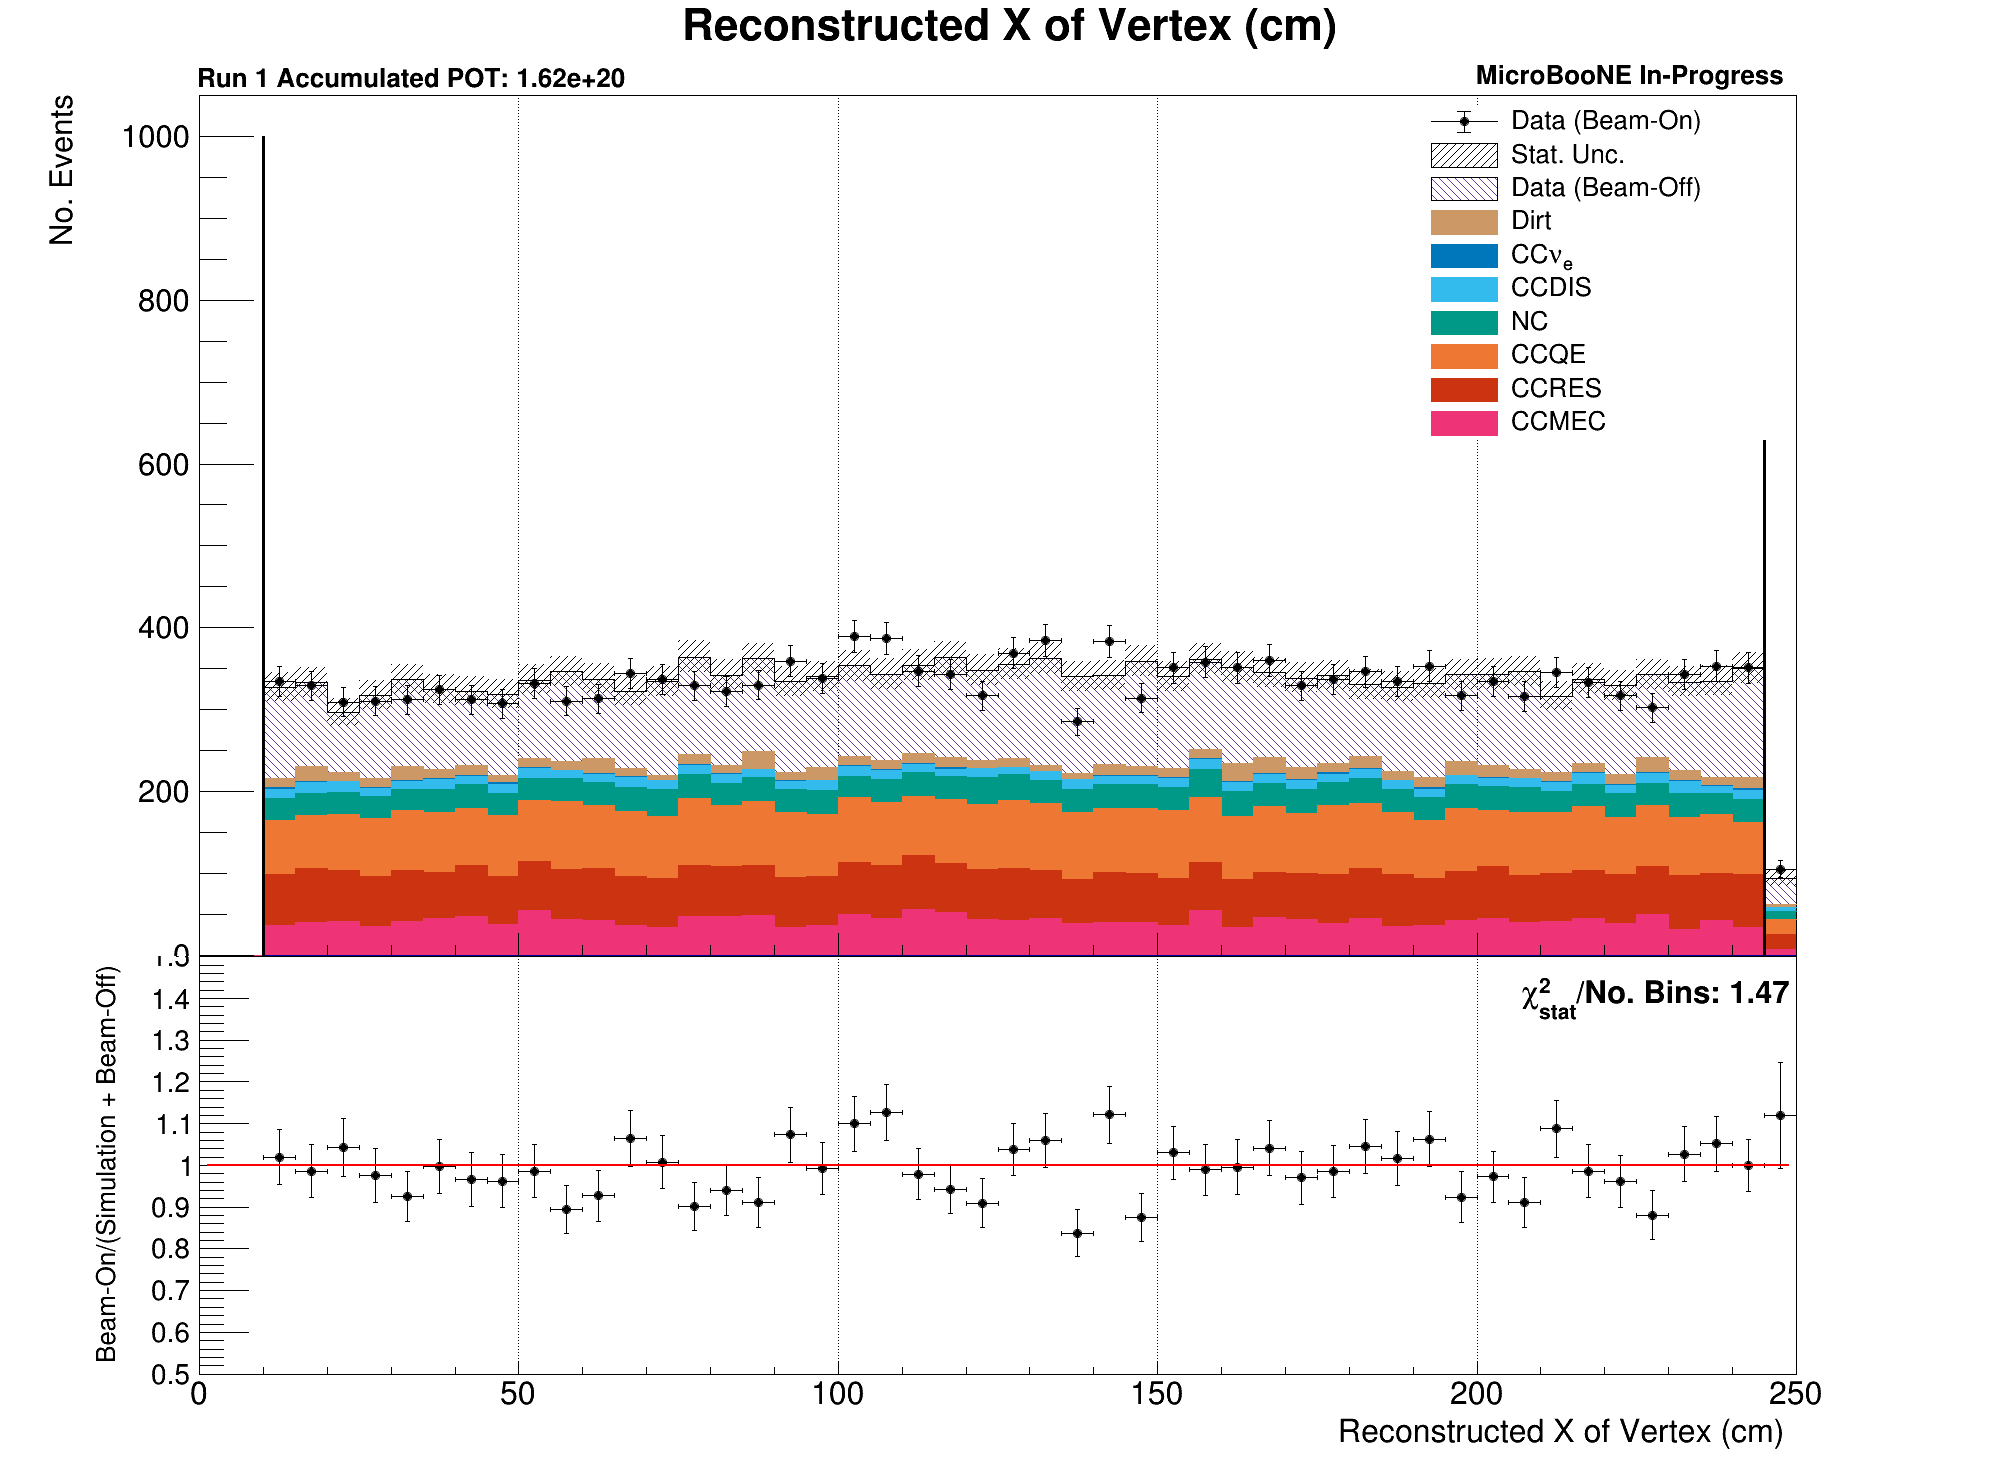 Reconstructed X of Vertex (cm)
Run 1 Accumulated POT: 1.62e+20
MicroBooNE In-Progress
No. Events
1000
800
600
400
200
0
Data (Beam-On)
Stat. Unc.
Data (Beam-Off)
Dirt
CCνe
CCDIS
NC
CCQE
CCRES
CCMEC
Beam-On/(Simulation + Beam-Off)
χ²stat/No. Bins: 1.47
1.5
1.4
1.3
1.2
1.1
1
0.9
0.8
0.7
0.6
0.5
0 50 100 150 200 250
Reconstructed X of Vertex (cm)